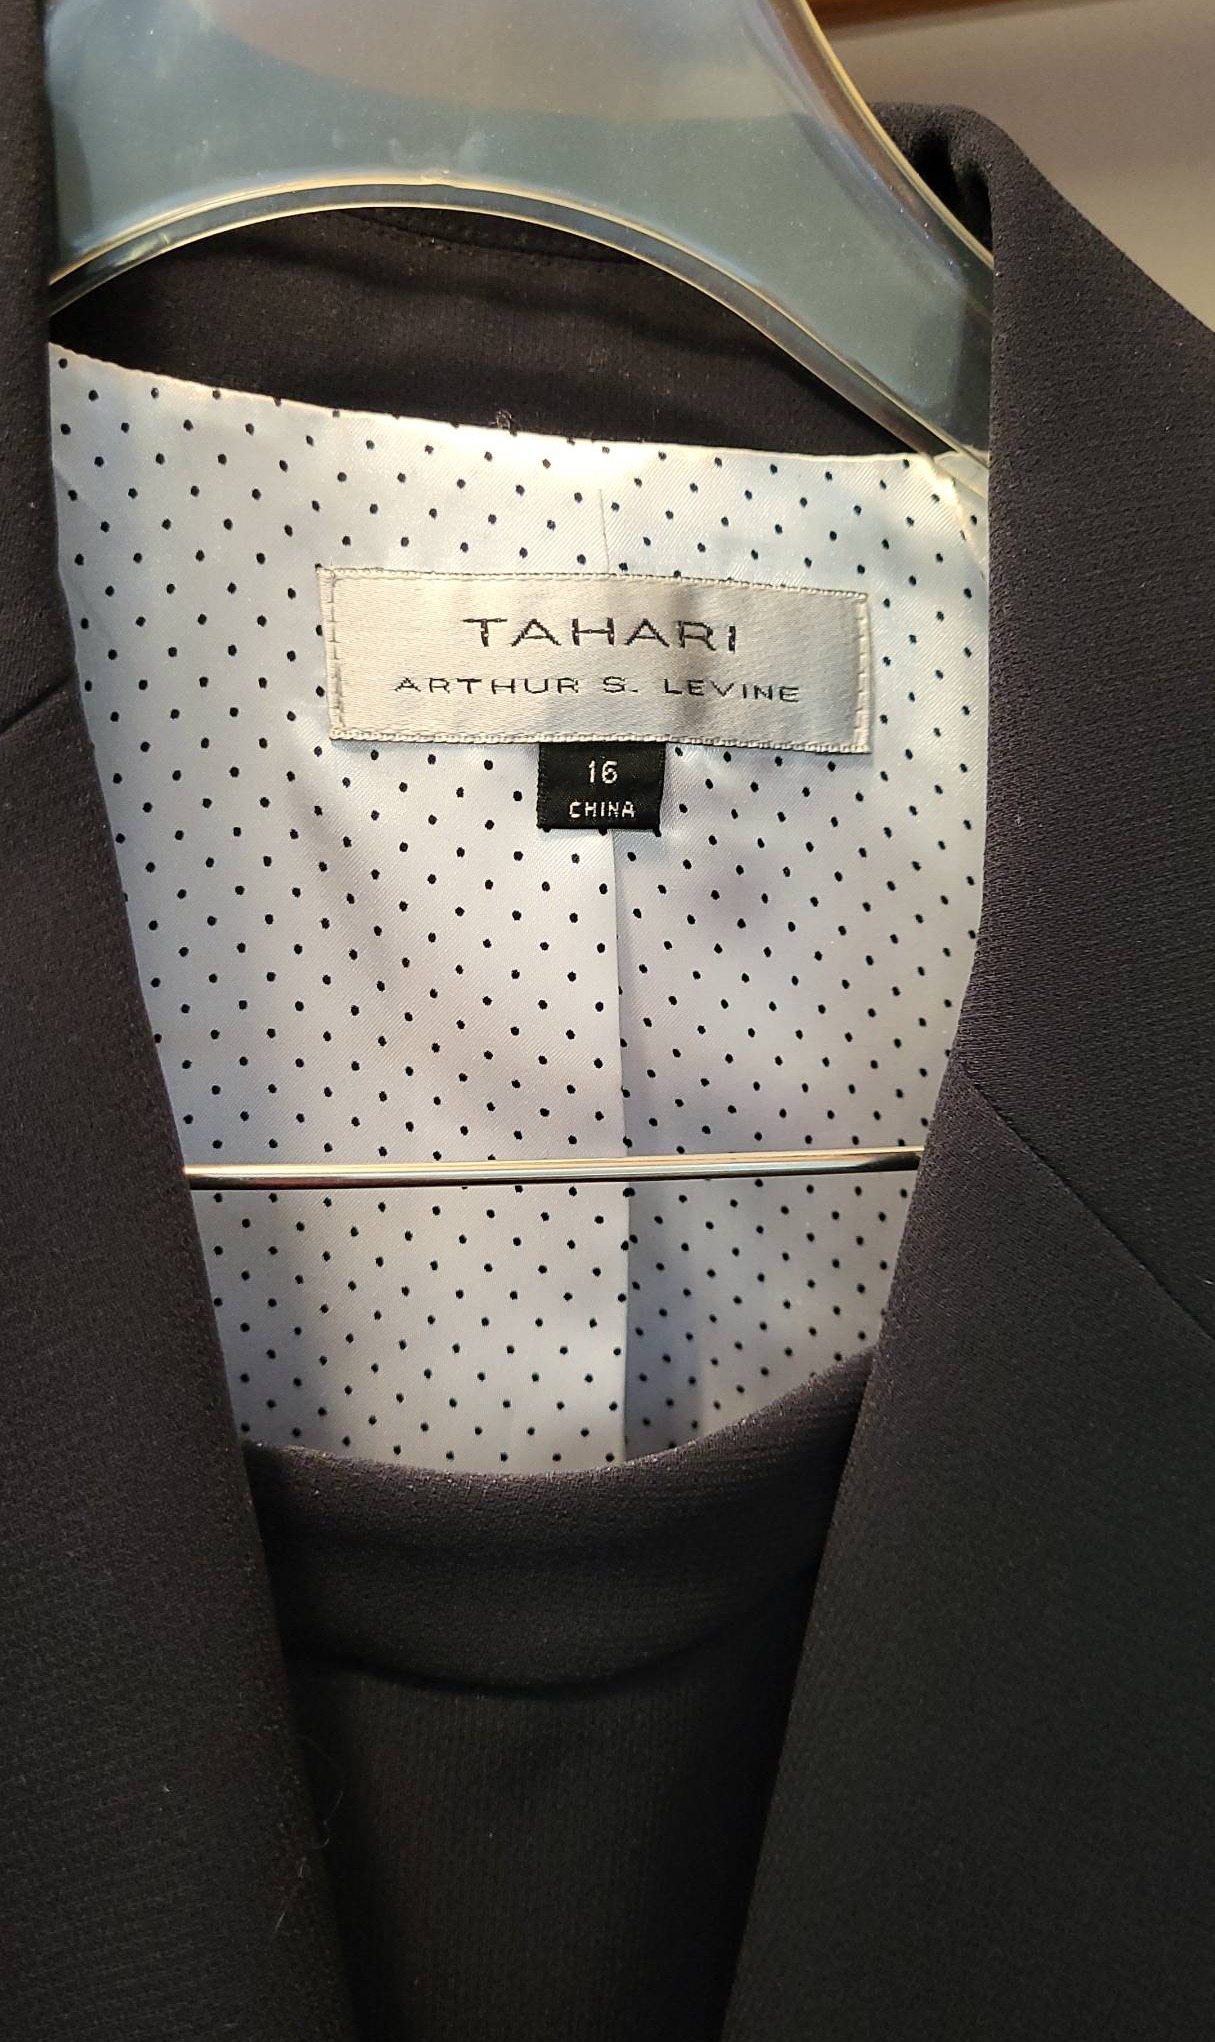 TAHARI
ARTHUR S. LEVINE
16
CHINA